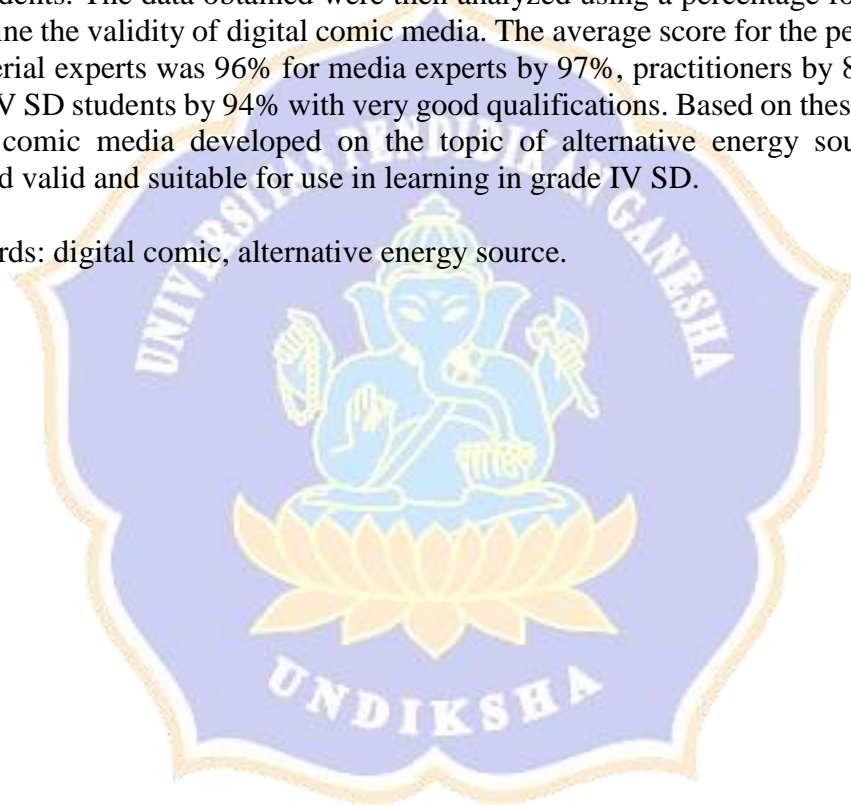 dents. The data obtained were then analyzed using a percentage fo
ine the validity of digital comic media. The average score for the pe
erial experts was 96% for media experts by 97%, practitioners by 8
V SD students by 94% with very good qualifications. Based on thes
comic media developed on the topic of alternative energy sou
d valid and suitable for use in learning in grade IV SD.
rds: digital comic, alternative energy source.
UNIVERSITAS PENDIDIKAN GANESHA
UNDIKSHA